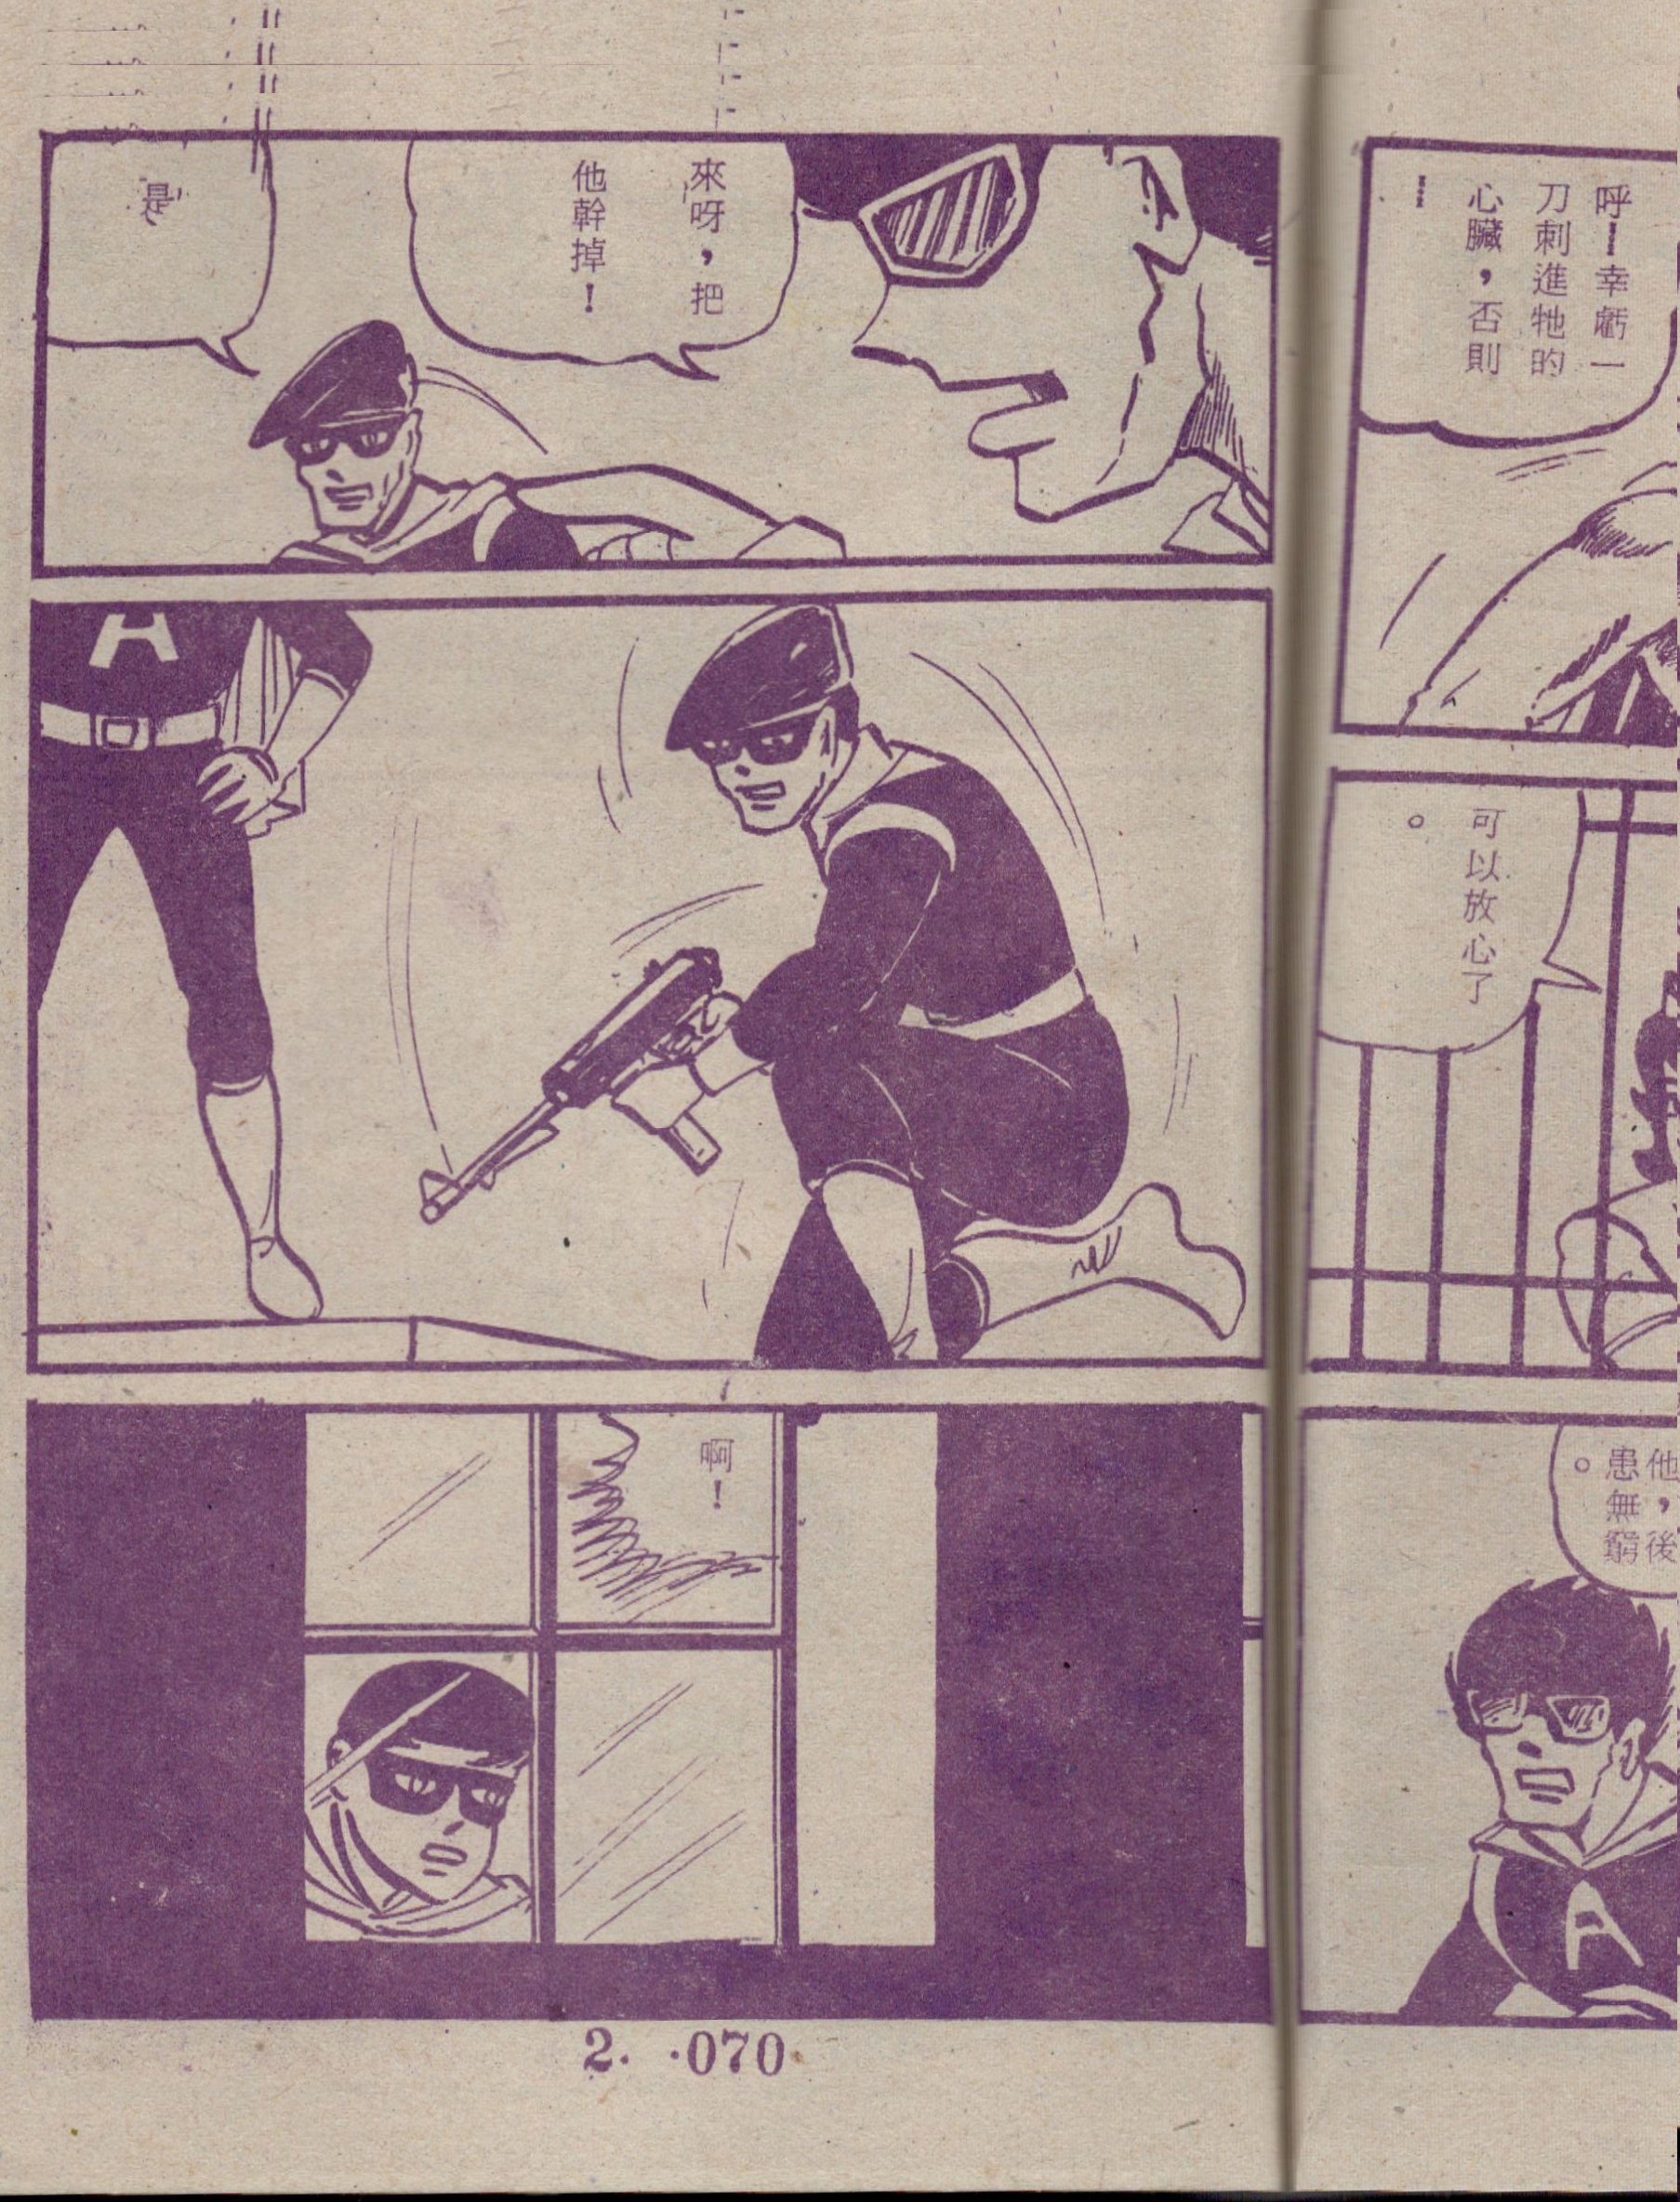 呼！幸虧一
刀刺進牠的
心臟，否則
┅
可以放心了
。
他，後
患無窮
。
A
來呀，把
他幹掉！
是
A
啊！
2. ·070